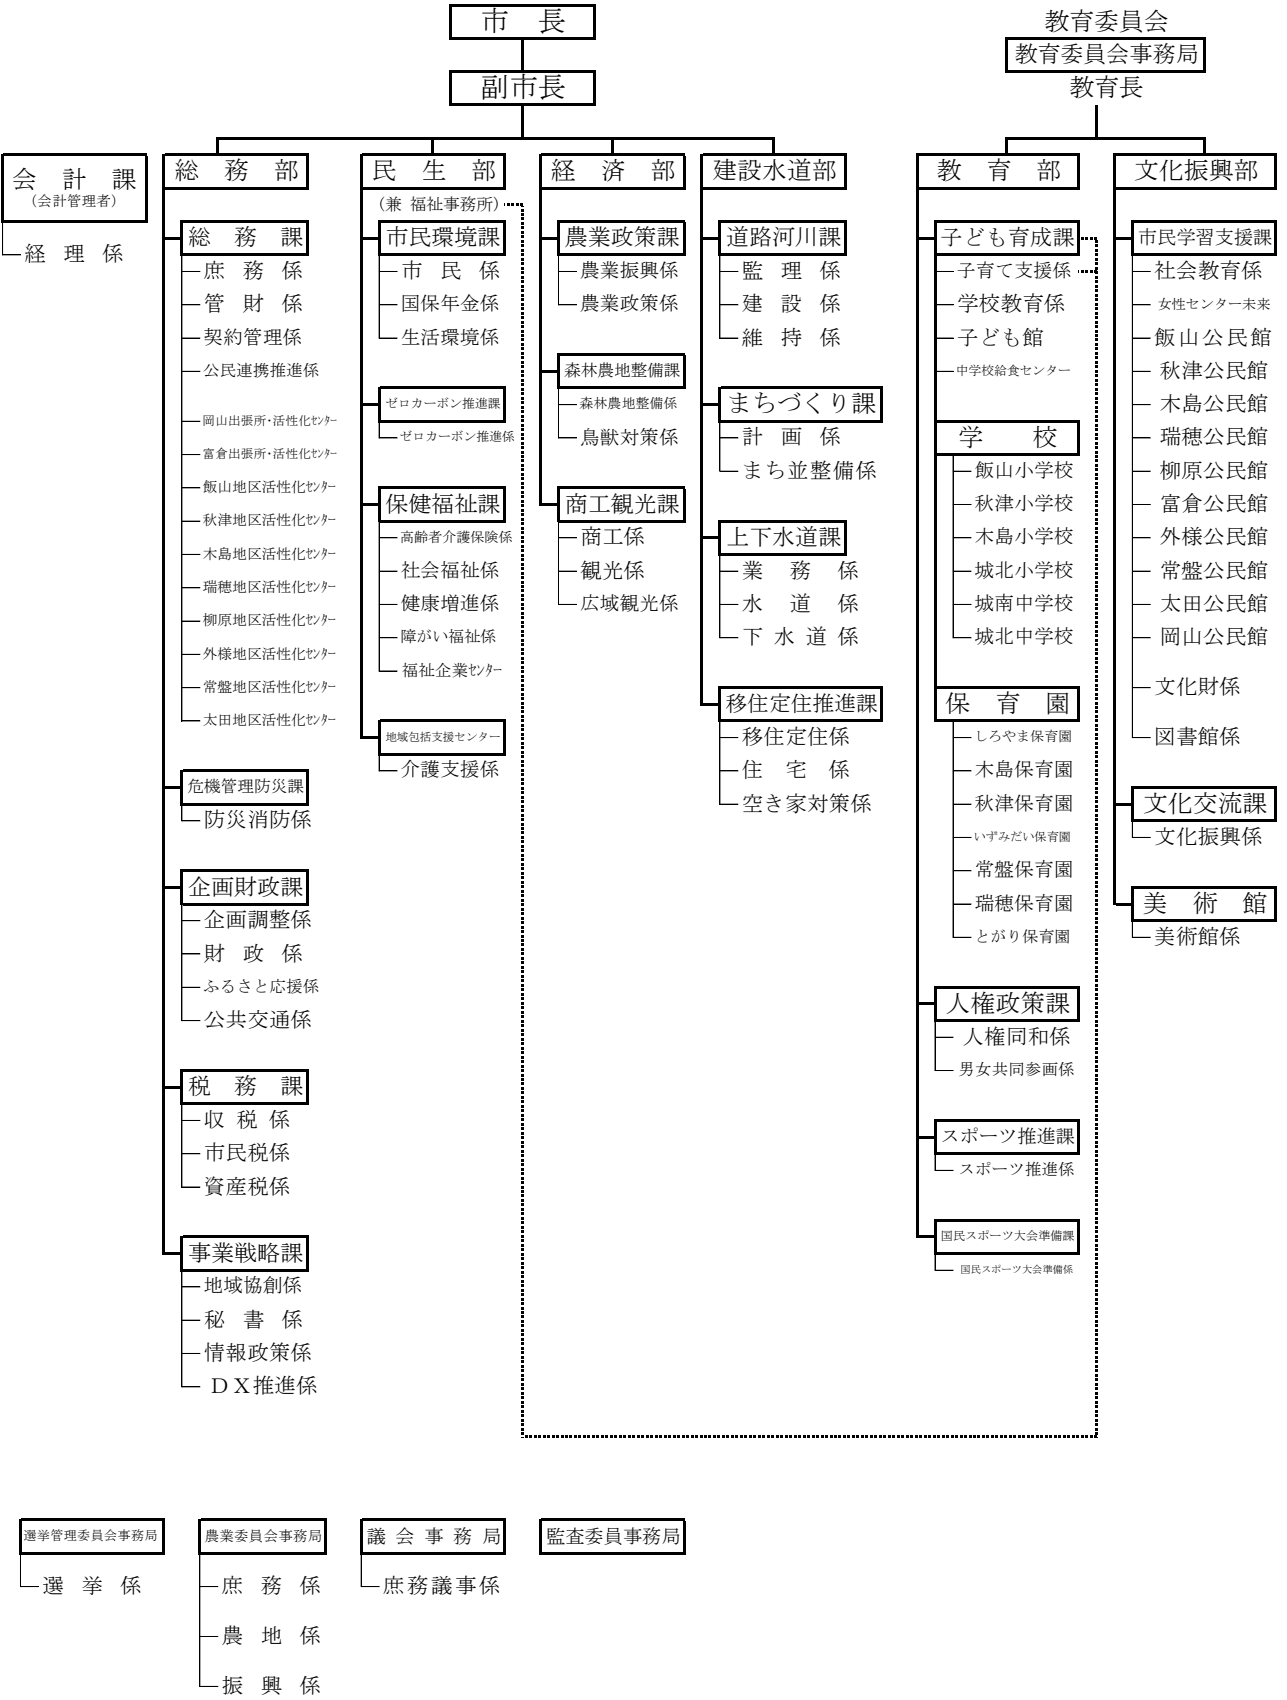 市長
副市長
教育委員会
教育委員会事務局
教育長
会計課
(会計管理者)
経理係
総務部
総務課
庶務係
管財係
契約管理係
公民連携推進係
岡山出張所・活性化センター
富倉出張所・活性化センター
飯山地区活性化センター
秋津地区活性化センター
木島地区活性化センター
瑞穂地区活性化センター
柳原地区活性化センター
外様地区活性化センター
常盤地区活性化センター
太田地区活性化センター
危機管理防災課
防災消防係
企画財政課
企画調整係
財政係
ふるさと応援係
公共交通係
税務課
収税係
市民税係
資産税係
事業戦略課
地域協創係
秘書係
情報政策係
DX推進係
民生部
(兼 福祉事務所)
市民環境課
市民係
国保年金係
生活環境係
ゼロカーボン推進課
ゼロカーボン推進係
保健福祉課
高齢者介護保険係
社会福祉係
健康増進係
障がい福祉係
福祉企業センター
地域包括支援センター
介護支援係
経済部
農業政策課
農業振興係
農業政策係
森林農地整備課
森林農地整備係
鳥獣対策係
商工観光課
商工係
観光係
広域観光係
建設水道部
道路河川課
監理係
建設係
維持係
まちづくり課
計画係
まち並整備係
上下水道課
業務係
水道係
下水道係
移住定住推進課
移住定住係
住宅係
空き家対策係
教育部
子ども育成課
子育て支援係
学校教育係
子ども館
中学校給食センター
学校
飯山小学校
秋津小学校
木島小学校
城北小学校
城南中学校
城北中学校
保育園
しろやま保育園
木島保育園
秋津保育園
いずみだい保育園
常盤保育園
瑞穂保育園
とがり保育園
人権政策課
人権同和係
男女共同参画係
スポーツ推進課
スポーツ推進係
国民スポーツ大会準備課
国民スポーツ大会準備係
文化振興部
市民学習支援課
社会教育係
女性センター未来
飯山公民館
秋津公民館
木島公民館
瑞穂公民館
柳原公民館
富倉公民館
外様公民館
常盤公民館
太田公民館
岡山公民館
文化財係
図書館係
文化交流課
文化振興係
美術館
美術館係
選挙管理委員会事務局
選挙係
農業委員会事務局
庶務係
農地係
振興係
議会事務局
庶務議事係
監査委員事務局